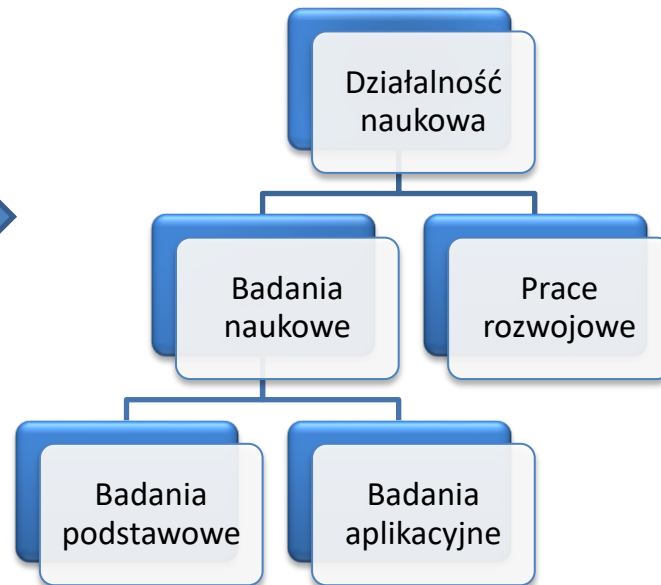 Działalność
naukowa
Badania
naukowe
Prace
rozwojowe
Badania
podstawowe
Badania
aplikacyjne